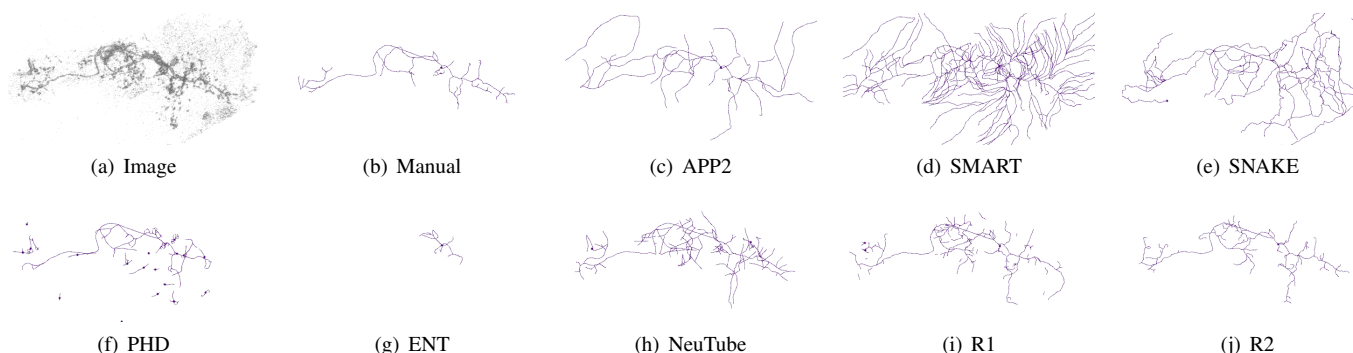 (a) Image (b) Manual (c) APP2 (d) SMART (e) SNAKE
(f) PHD (g) ENT (h) NeuTube (i) R1 (j) R2